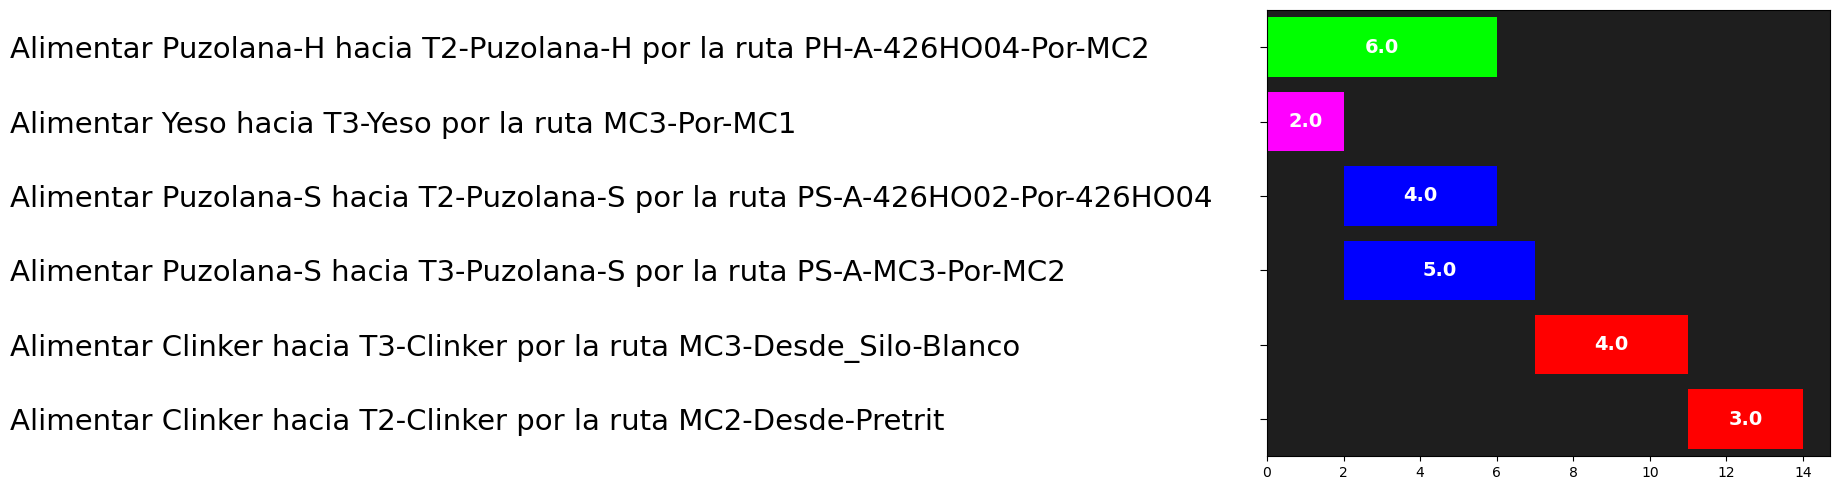 Alimentar Puzolana-H hacia T2-Puzolana-H por la ruta PH-A-426HO04-Por-MC2
6.0
Alimentar Yeso hacia T3-Yeso por la ruta MC3-Por-MC1
2.0
Alimentar Puzolana-S hacia T2-Puzolana-S por la ruta PS-A-426HO02-Por-426HO04
4.0
Alimentar Puzolana-S hacia T3-Puzolana-S por la ruta PS-A-MC3-Por-MC2
5.0
Alimentar Clinker hacia T3-Clinker por la ruta MC3-Desde_Silo-Blanco
4.0
Alimentar Clinker hacia T2-Clinker por la ruta MC2-Desde-Pretrit
3.0
0 2 4 6 8 10 12 14